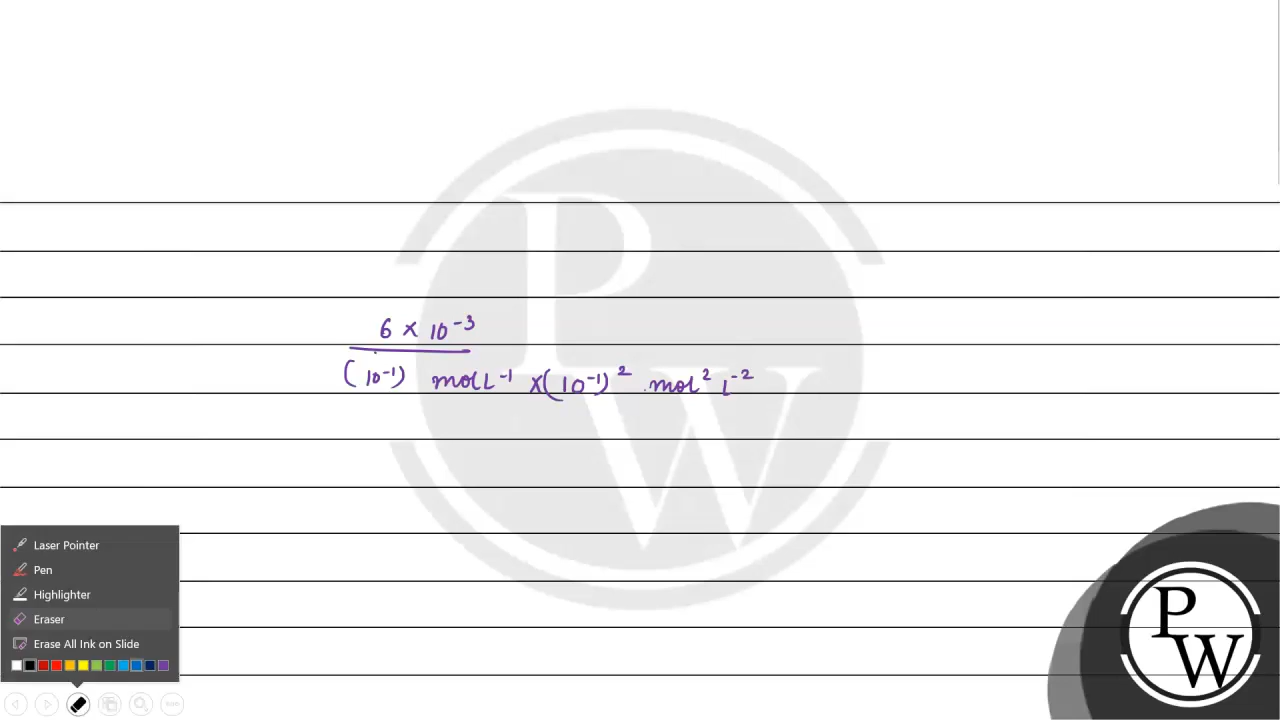 6 × 10⁻³
(10⁻¹) mol L⁻¹ ×(10⁻¹)² mol² L⁻²
Laser Pointer
Pen
Highlighter
Eraser
Erase All Ink on Slide
P
W
P
W